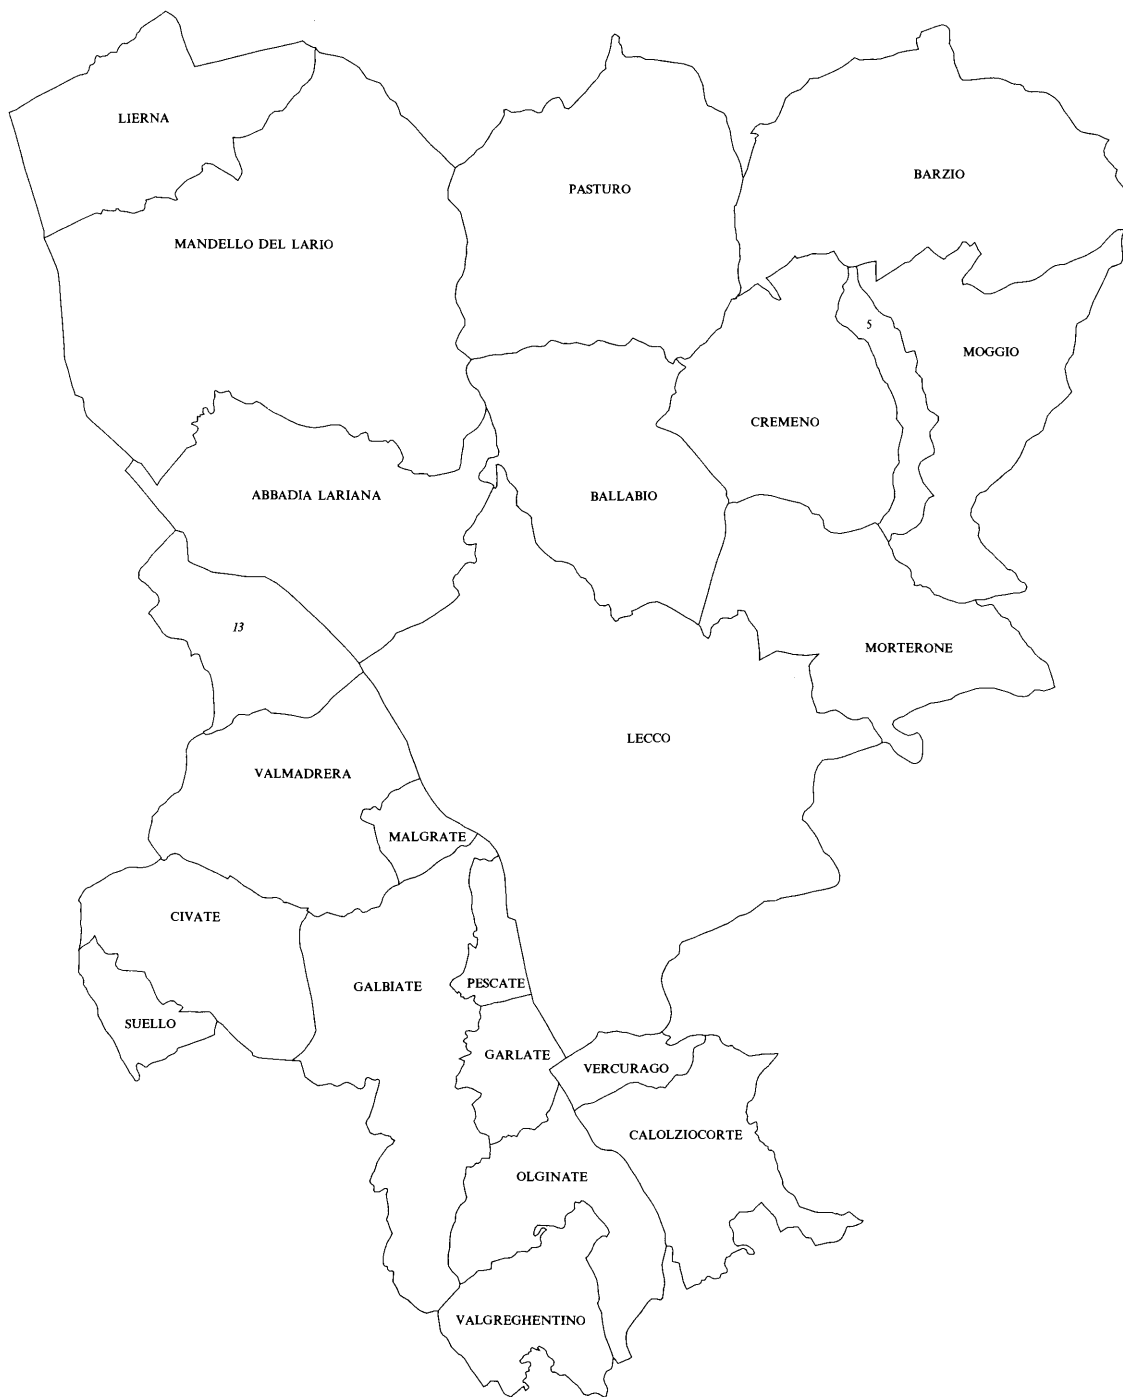 LIERNA
BARZIO
PASTURO
MANDELLO DEL LARIO
5
MOGGIO
CREMENO
ABBADIA LARIANA
BALLABIO
13
MORTERONE
LECCO
VALMADRERA
MALGRATE
CIVATE
GALBIATE
PESCATE
SUELLO
GARLATE
VERCURAGO
CALOLZIOCORTE
OLGINATE
VALGREGHENTINO